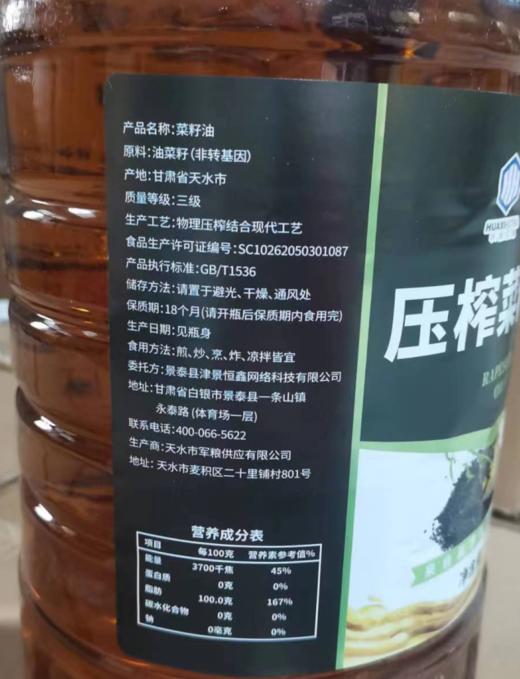 产品名称:菜籽油
原料:油菜籽(非转基因)
产地:甘肃省天水市
质量等级:三级
生产工艺:物理压榨结合现代工艺
食品生产许可证编号:SC10262050301087
产品执行标准:GB/T1536
储存方法:请置于避光、干燥、通风处
保质期:18个月(请开瓶后保质期内食用完)
生产日期:见瓶身
食用方法:煎、炒、烹、炸、凉拌皆宜
委托方:景泰县津景恒鑫网络科技有限公司
地址:甘肃省白银市景泰县一条山镇
永泰路(体育场一层)
联系电话:400-066-5622
生产商:天水市军粮供应有限公司
地址:天水市麦积区二十里铺村801号
营养成分表
项目 每100克 营养素参考值%
能量 3700千焦 45%
蛋白质 0克 0%
脂肪 100.0克 167%
碳水化合物 0克 0%
钠 0毫克 0%
压榨菜